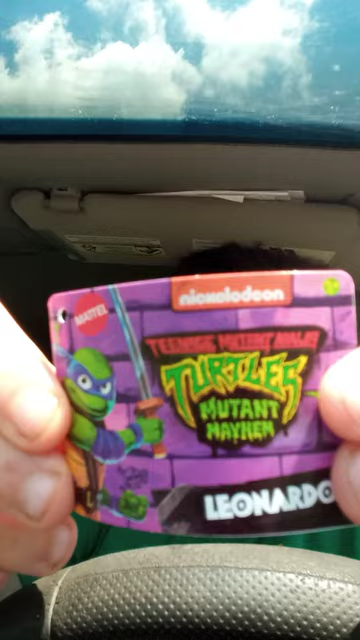 nickelodeon
MATTEL
TEENAGE MUTANT NINJA
TURTLES
MUTANT
MAYHEM
LEONARDO